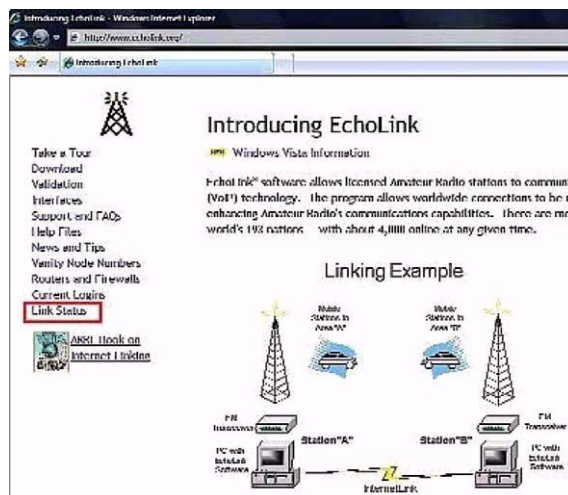 Introducing EchoLink - Windows Internet Explorer
http://www.echolink.org/
Introducing EchoLink
Introducing EchoLink
NEW Windows Vista Information
Take a Tour
Download
Validation
Interfaces
Support and FAQs
Help Files
News and Tips
Vanity Node Numbers
Routers and Firewalls
Current Logins
Link Status
ARRL Book on
Internet Linking
EchoLink® software allows licensed Amateur Radio stations to communi
(VoIP) technology. The program allows worldwide connections to be
enhancing Amateur Radio's communications capabilities. There are mo
world's 193 nations with about 4,000 online at any given time.
Linking Example
Mobile
Stations in
Area "A"
Mobile
Stations in
Area "B"
FM
Transceiver
Station "A"
PC with
EchoLink
Software
FM
Transceiver
Station "B"
PC with
EchoLink
Software
Internet Link